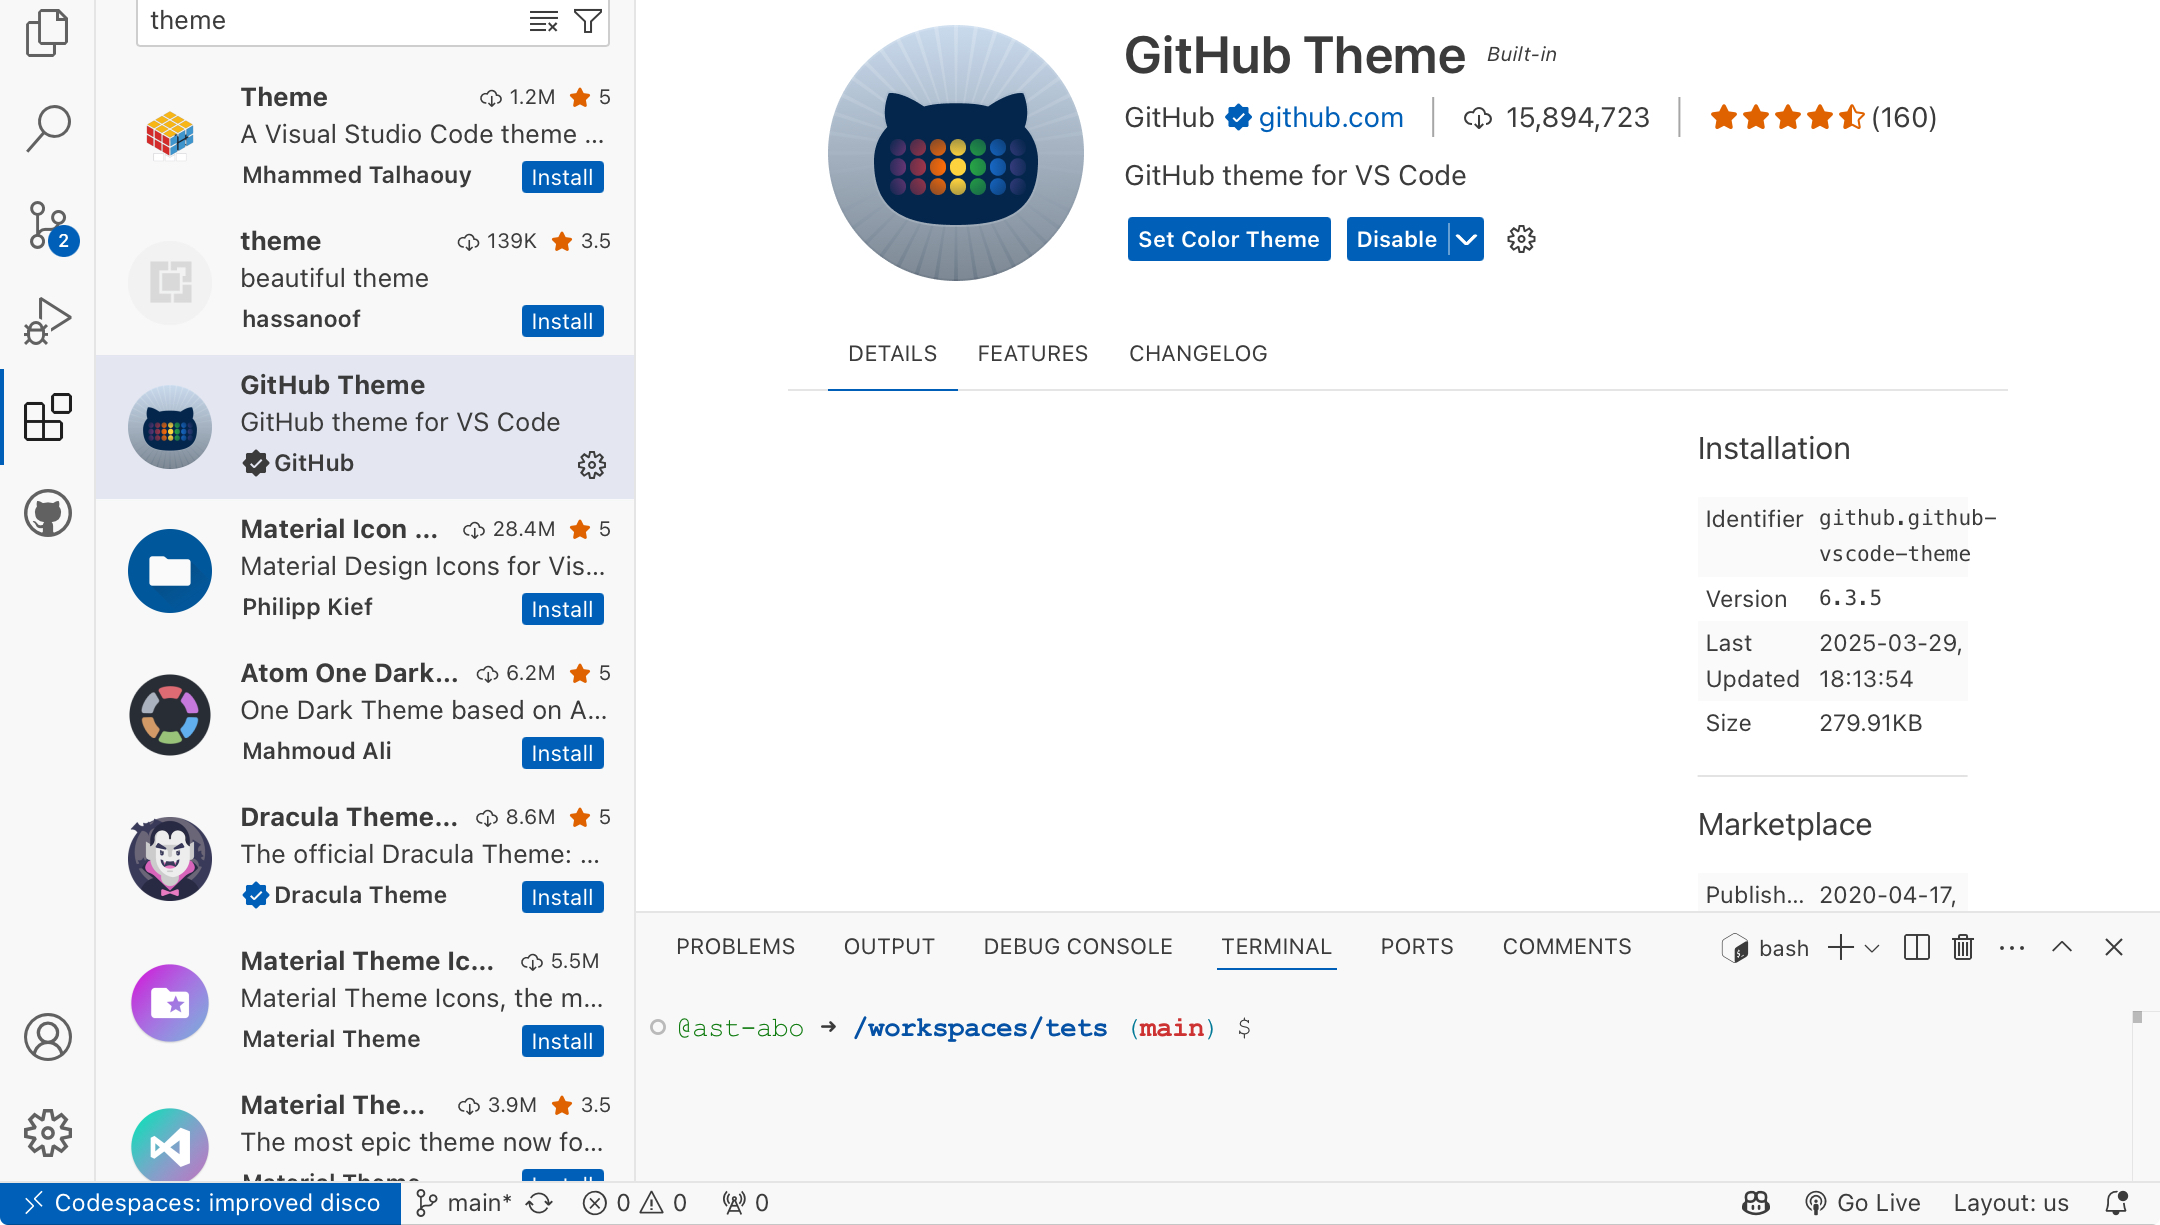 theme
Theme 1.2M 5
A Visual Studio Code theme ...
Mhammed Talhaouy Install
theme 139K 3.5
beautiful theme
hassanoof Install
GitHub Theme
GitHub theme for VS Code
GitHub
Material Icon ... 28.4M 5
Material Design Icons for Vis...
Philipp Kief Install
Atom One Dark... 6.2M 5
One Dark Theme based on A...
Mahmoud Ali Install
Dracula Theme... 8.6M 5
The official Dracula Theme: ...
Dracula Theme Install
Material Theme Ic... 5.5M
Material Theme Icons, the m...
Material Theme Install
Material The... 3.9M 3.5
The most epic theme now fo...
Material Theme Install
2
GitHub Theme Built-in
GitHub github.com 15,894,723 (160)
GitHub theme for VS Code
Set Color Theme Disable
DETAILS FEATURES CHANGELOG
Installation
Identifier github.github-
vscode-theme
Version 6.3.5
Last 2025-03-29,
Updated 18:13:54
Size 279.91KB
Marketplace
Publish... 2020-04-17,
PROBLEMS OUTPUT DEBUG CONSOLE TERMINAL PORTS COMMENTS bash
@ast-abo → /workspaces/tets (main) $
Codespaces: improved disco main* 0 0 0 Go Live Layout: us